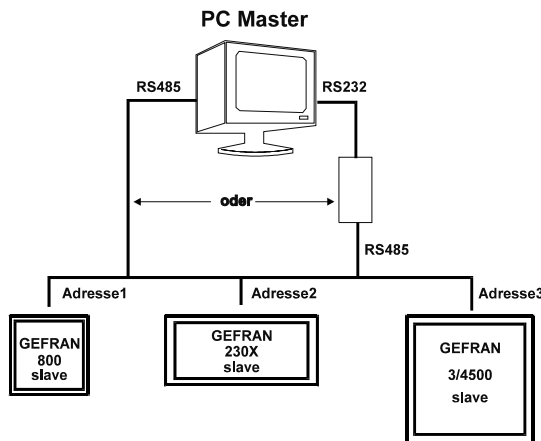 PC Master
RS485
RS232
oder
RS485
Adresse1
Adresse2
Adresse3
GEFRAN
800
slave
GEFRAN
230X
slave
GEFRAN
3/4500
slave